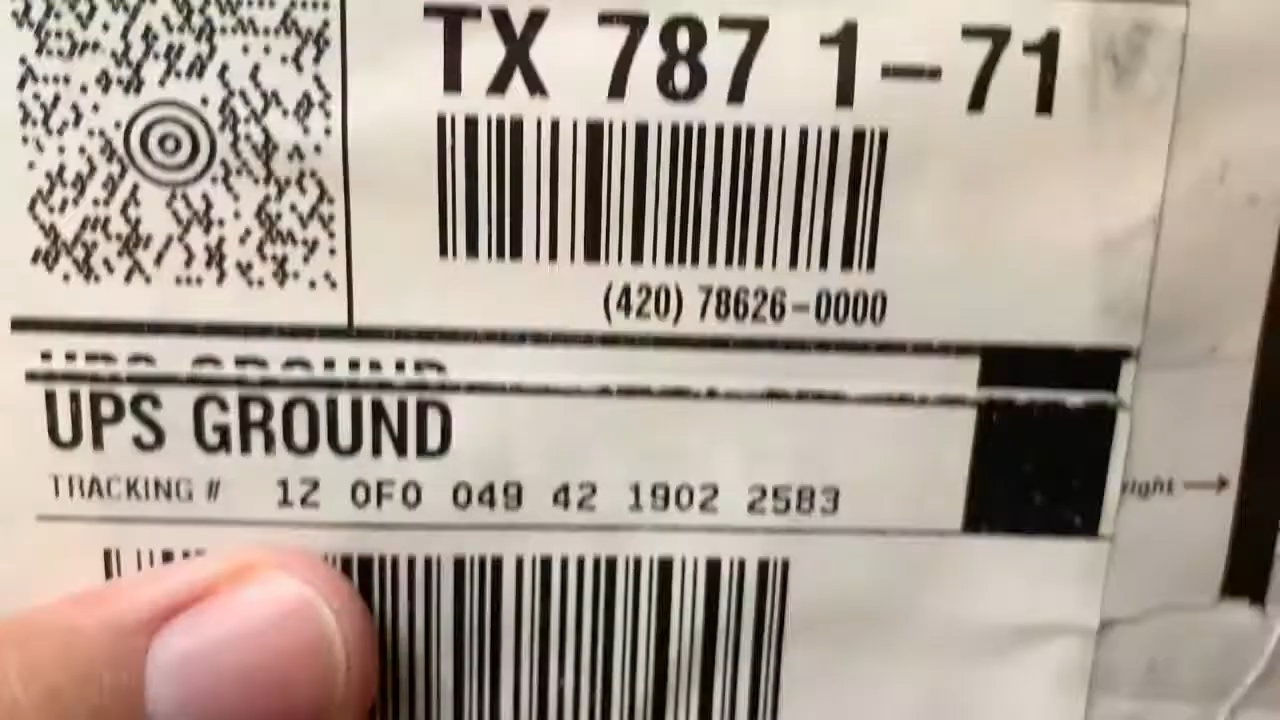 TX 787 1-71
(420) 78626-0000
UPS GROUND
UPS GROUND
TRACKING # 1Z 0F0 049 42 1902 2583
right →